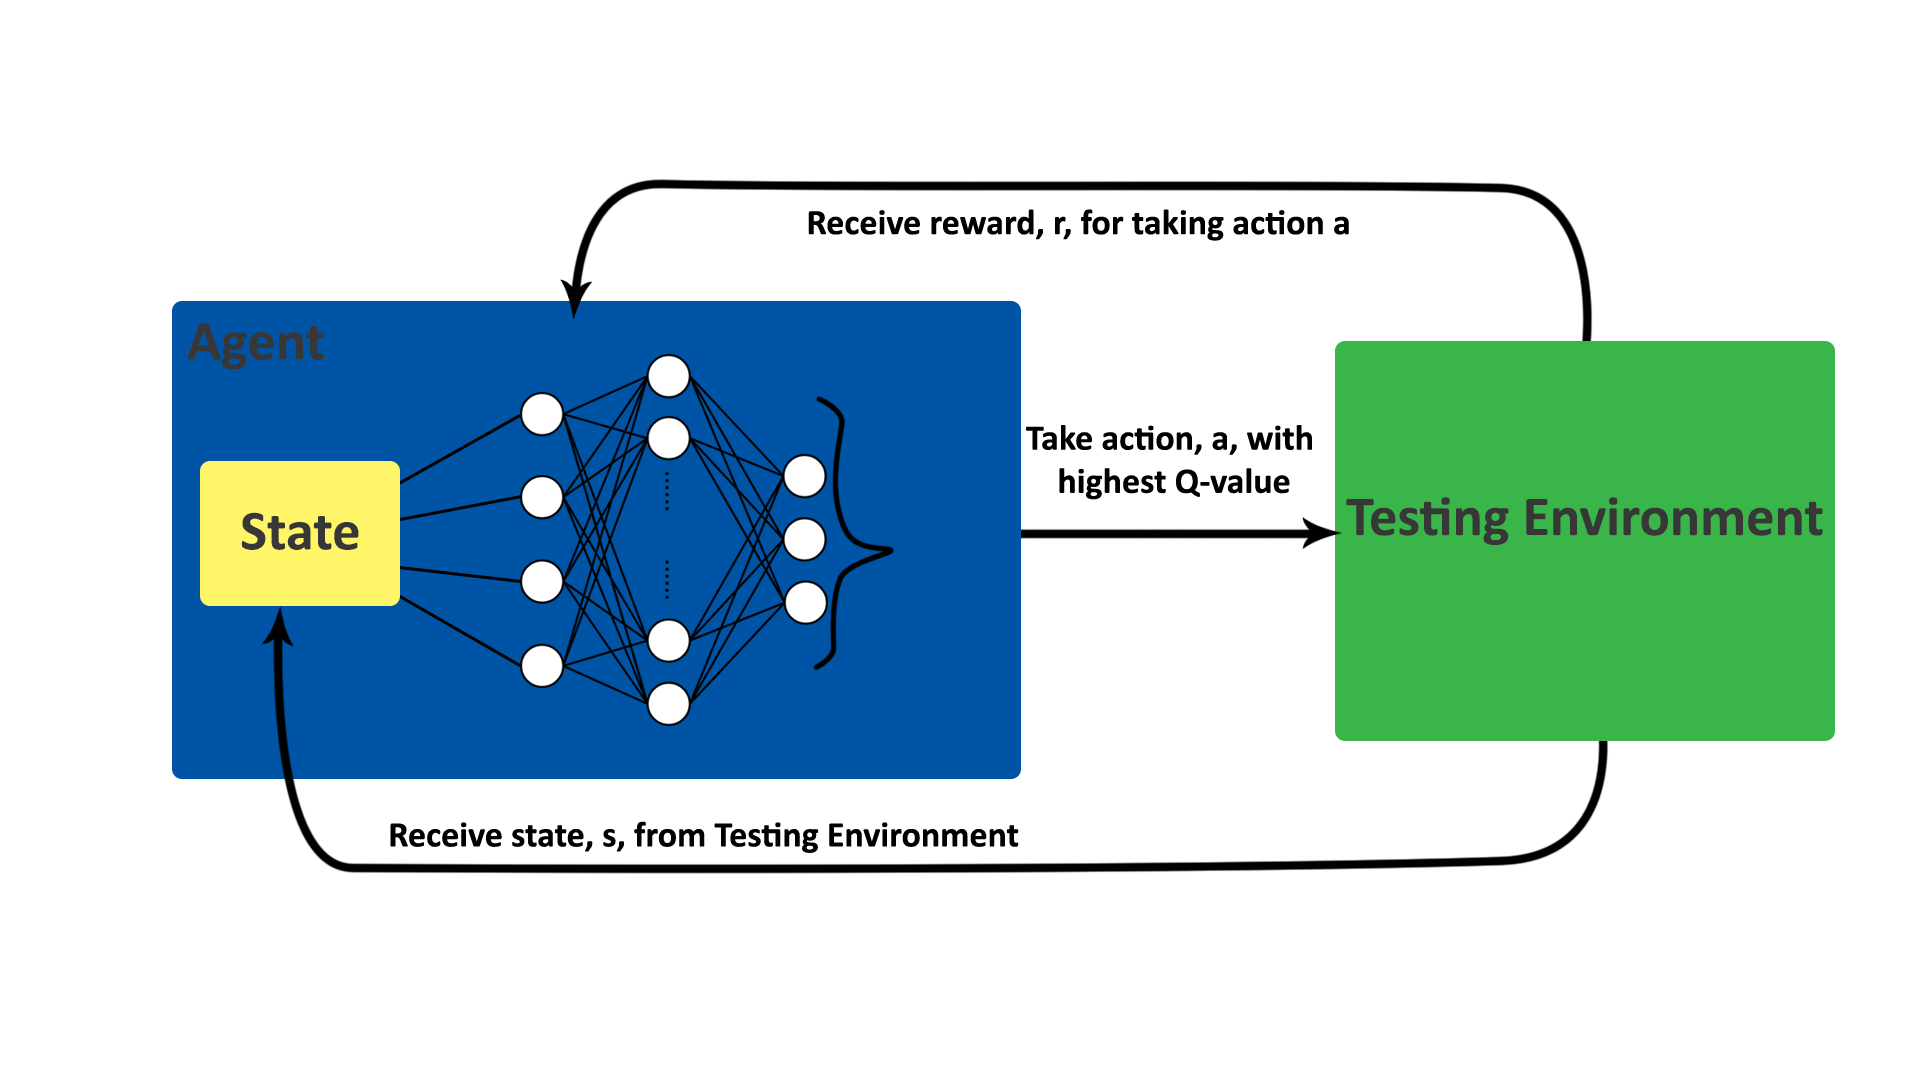 Receive reward, r, for taking action a
Agent
Take action, a, with
highest Q-value
State
Testing Environment
Receive state, s, from Testing Environment